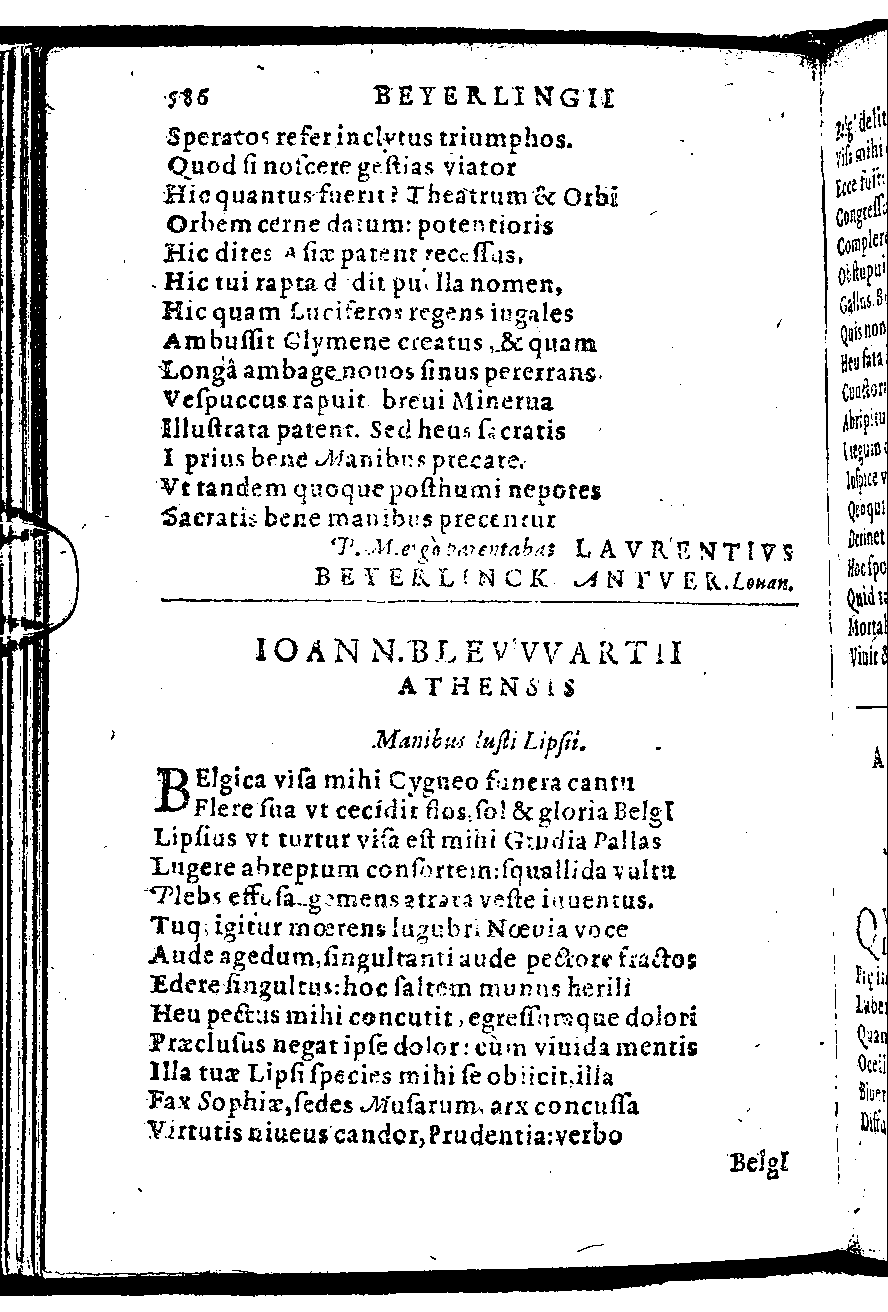 586 BEYERLINGII
Speratos refer inclytus triumphos.
Quod ſi noſcere geſtias viator
Hic quantus fuerit? Theatrum & Orbi
Orbem cerne datum: potentioris
Hic dites Aſiæ patent receſſus,
Hic tui rapta d dit pu lla nomen,
Hic quam Luciferos regens iugales
Ambuſſit Glymene creatus, & quam
Longâ ambage nouos ſinus pererrans.
Veſpuccus rapuit breui Minerua
Illuſtrata patent. Sed heus ſacratis
I prius bene Manibus precare.
Vt tandem quoque poſthumi nepotes
Sacratis bene manibus precentur
P. M. ergò parentabat LAVRENTIVS
BEYERLINCK ANTVER. Louan.
IOANN. BLEVVVARTII
ATHENSIS
Manibus Iuſti Lipſii.
BElgica viſa mihi Cygneo funera cantu
Flere ſua vt cecidit flos, ſol & gloria BelgI
Lipſius vt turtur viſa eſt mihi Gaudia Pallas
Lugere abreptum conſortem: ſquallida vultu
Plebs effuſa gemens atrata veſte iuuentus.
Tuq; igitur mœrens lugubri Nœuia voce
Aude agedum, ſingultanti aude pectore fractos
Edere ſingultus: hoc ſaltem munus herili
Heu pectus mihi concutit, egreſſumque dolori
Præcluſus negat ipſe dolor: cùm viuida mentis
Illa tuæ Lipſi ſpecies mihi ſe obiicit, illa
Fax Sophiæ, ſedes Muſarum, arx concuſſa
Virtutis niueus candor, Prudentia: verbo
BelgI